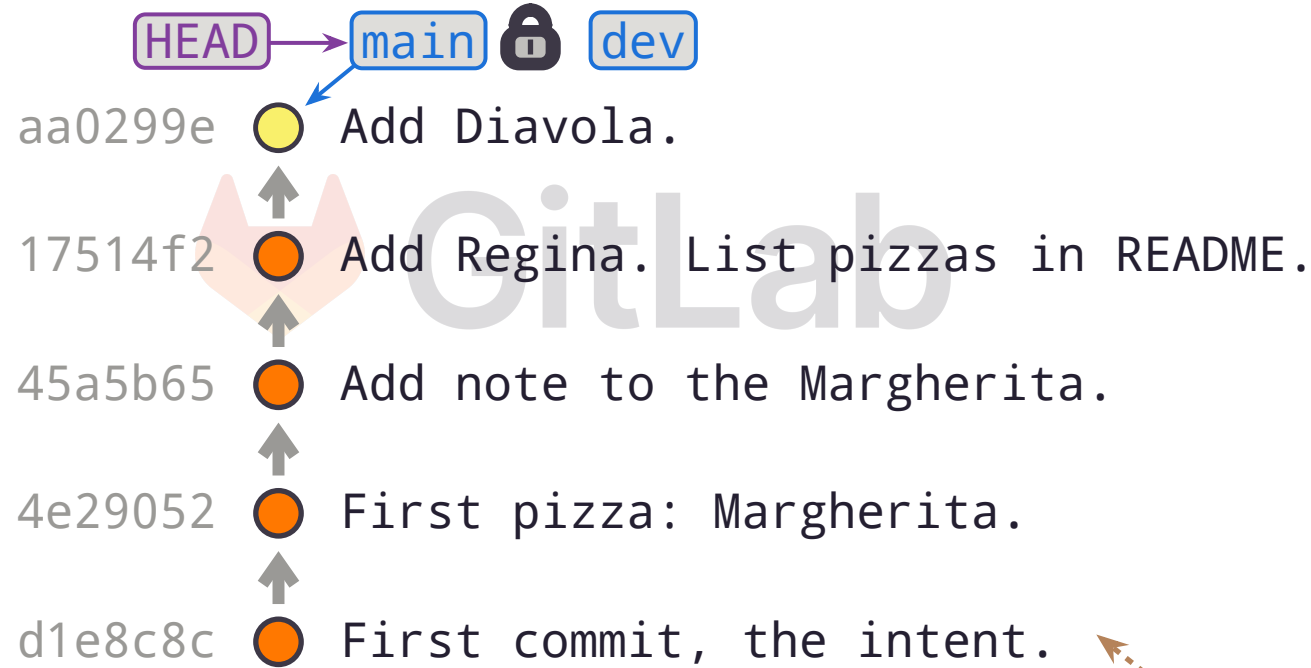 HEAD main dev
aa0299e Add Diavola.
GitLab
17514f2 Add Regina. List pizzas in README.
45a5b65 Add note to the Margherita.
4e29052 First pizza: Margherita.
d1e8c8c First commit, the intent.